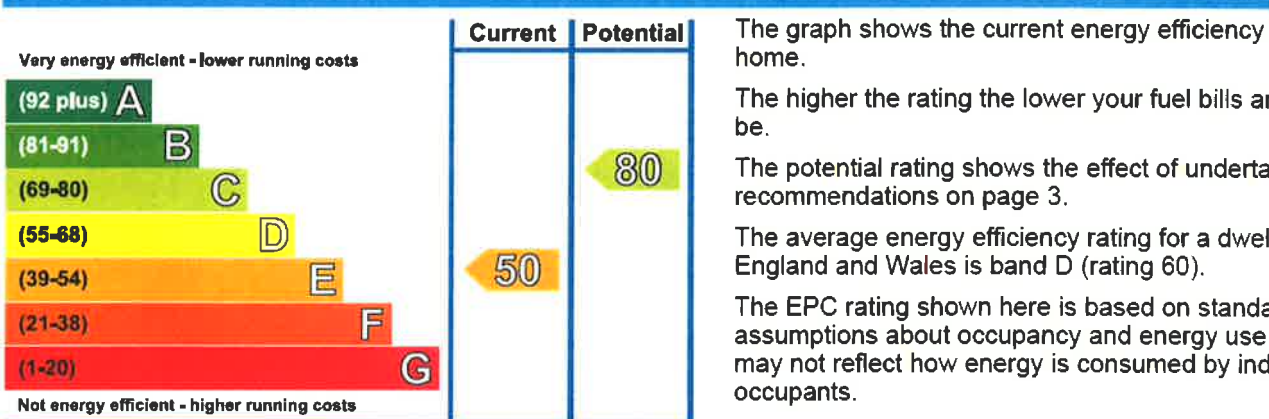 Current Potential
Very energy efficient - lower running costs
(92 plus) A
(81-91) B
(69-80) C
80
(55-68) D
(39-54) E
50
(21-38) F
(1-20) G
Not energy efficient - higher running costs
The graph shows the current energy efficiency
home.
The higher the rating the lower your fuel bills
be.
The potential rating shows the effect of
recommendations on page 3.
The average energy efficiency rating for a
England and Wales is band D (rating 60).
The EPC rating shown here is based on
assumptions about occupancy and energy use
may not reflect how energy is consumed by
occupants.